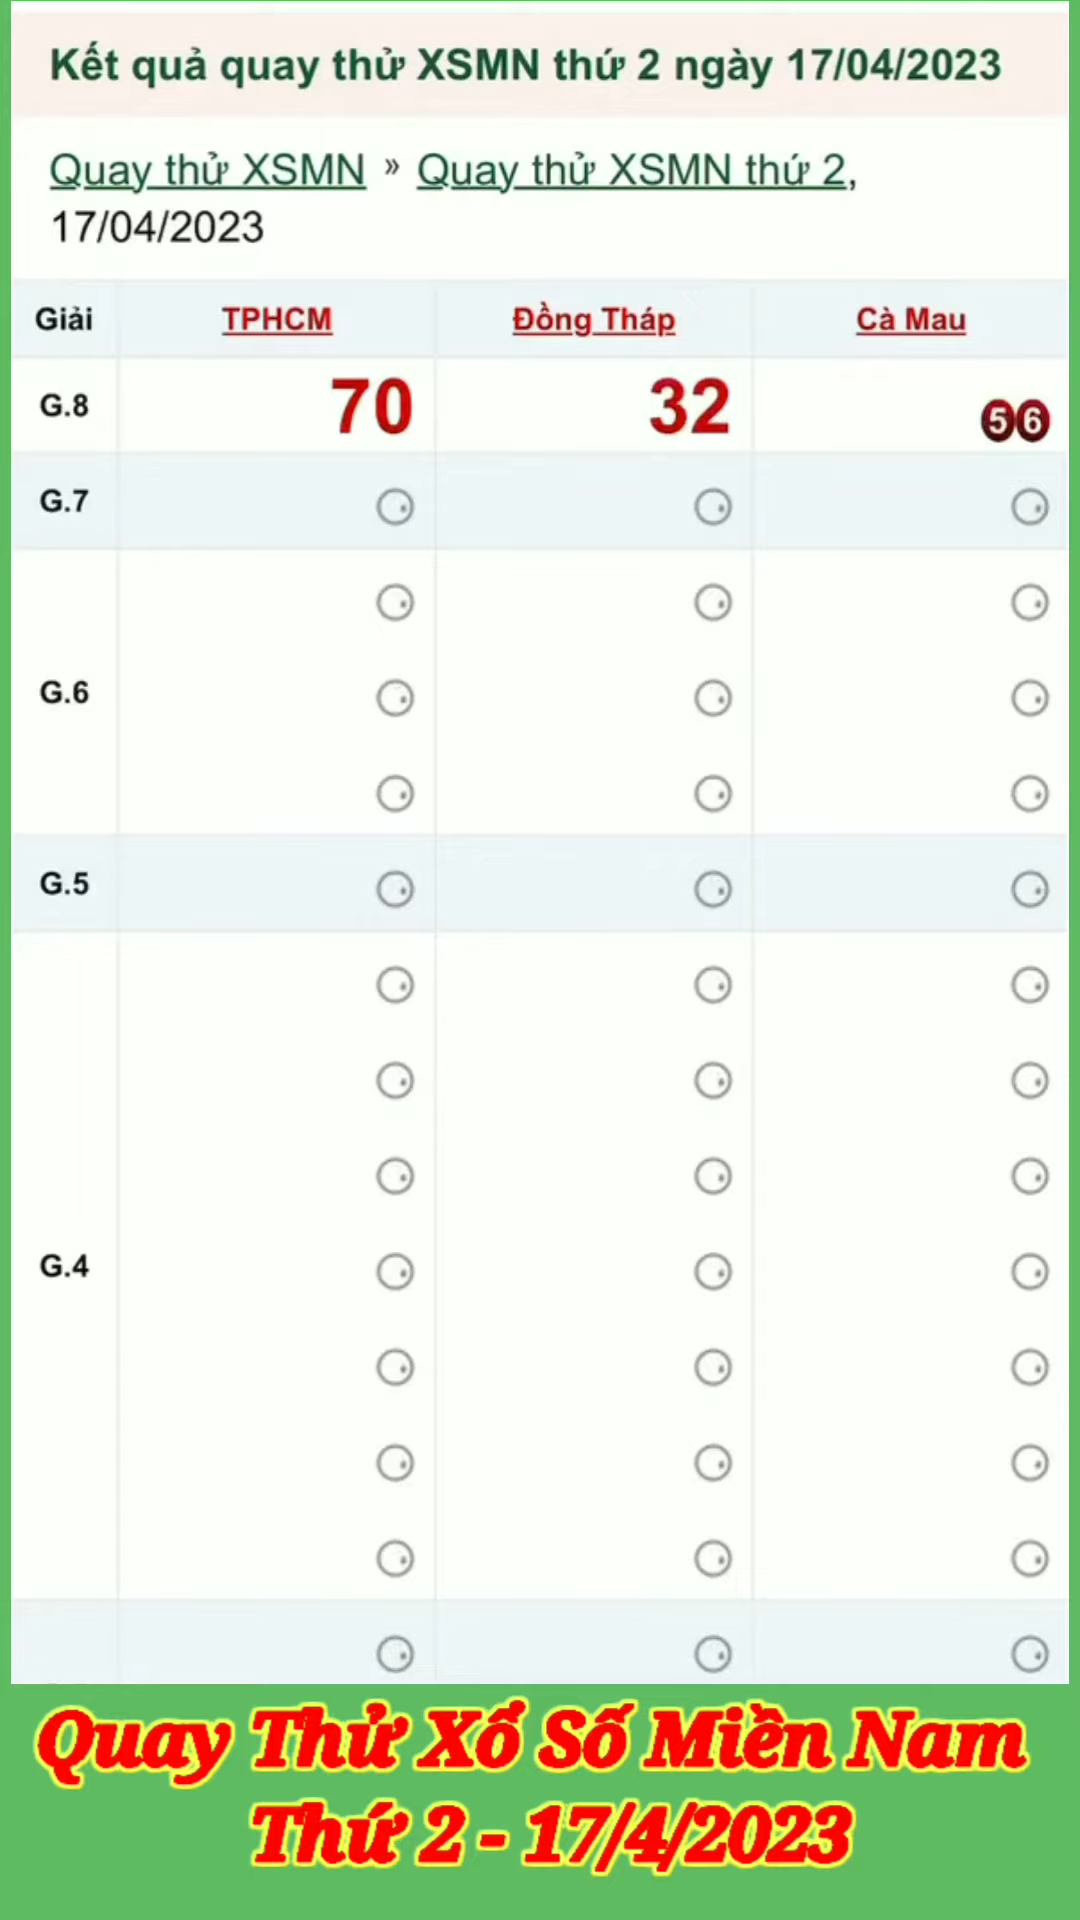 Kết quả quay thử XSMN thứ 2 ngày 17/04/2023
Quay thử XSMN » Quay thử XSMN thứ 2,
17/04/2023
Giải TPHCM Đồng Tháp Cà Mau
G.8 70 32 56
G.7
G.6
G.5
G.4
Quay Thử Xổ Số Miền Nam
Thứ 2 - 17/4/2023